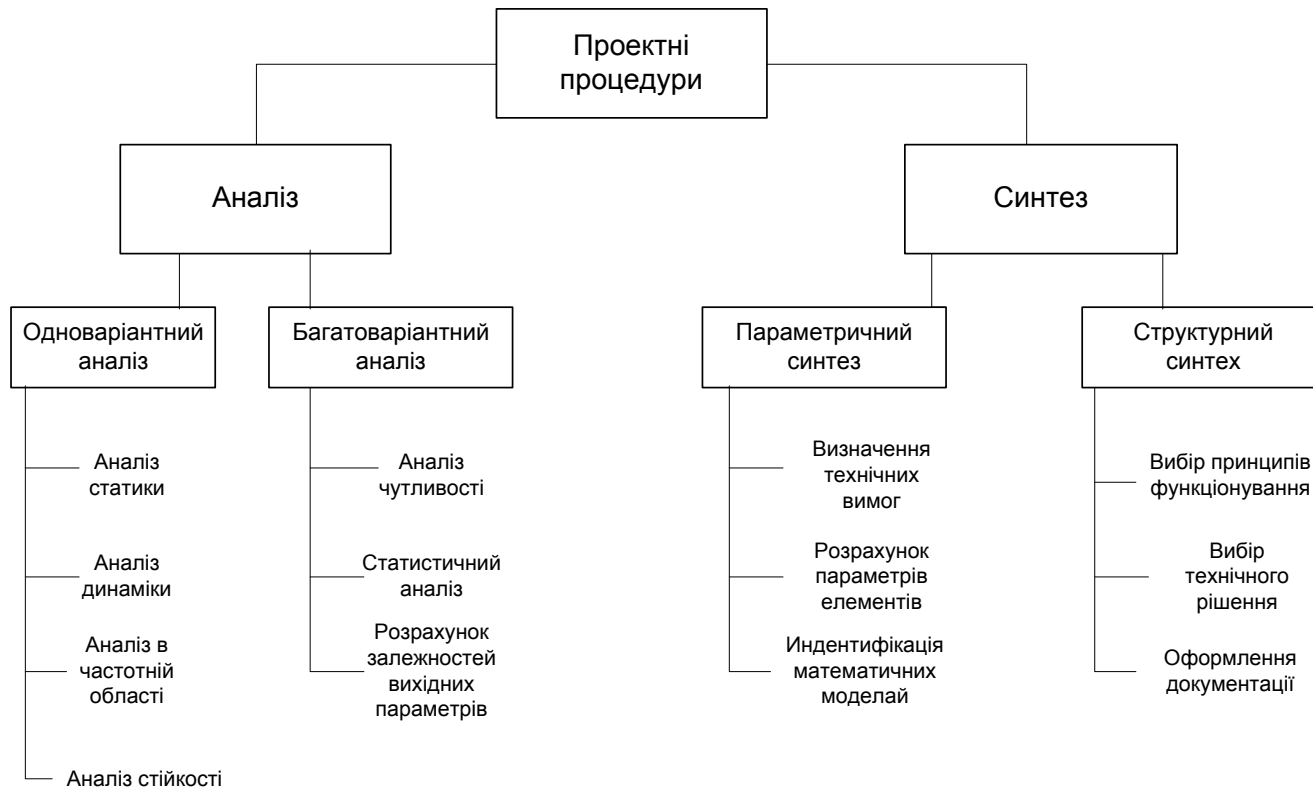 Проектні
процедури
Аналіз
Синтез
Одноваріантний
аналіз
Багатоваріантний
аналіз
Параметричний
синтез
Структурний
синтех
Аналіз
статики
Аналіз
динаміки
Аналіз в
частотній
області
Аналіз стійкості
Аналіз
чутливості
Статистичний
аналіз
Розрахунок
залежностей
вихідних
параметрів
Визначення
технічних
вимог
Розрахунок
параметрів
елементів
Индентифікація
математичних
моделай
Вибір принципів
функціонування
Вибір
технічного
рішення
Оформлення
документації